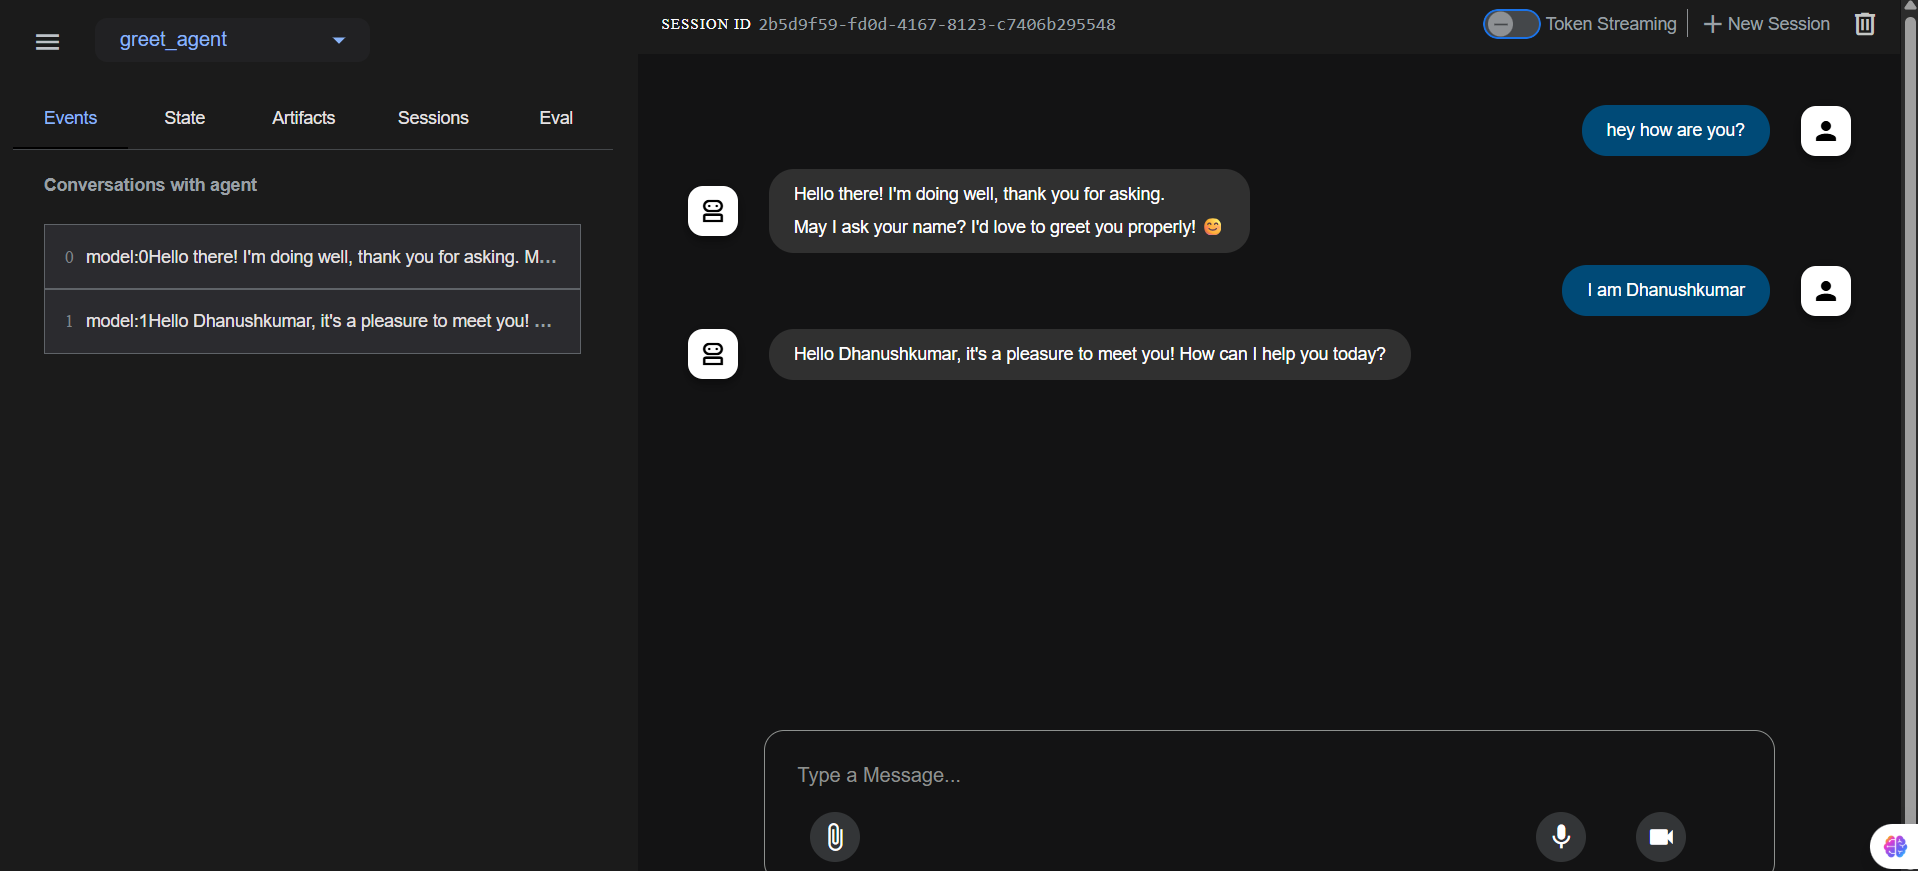 greet_agent
SESSION ID 2b5d9f59-fd0d-4167-8123-c7406b295548
Token Streaming
New Session
Events State Artifacts Sessions Eval
Conversations with agent
0 model:0Hello there! I'm doing well, thank you for asking. M...
1 model:1Hello Dhanushkumar, it's a pleasure to meet you! ...
hey how are you?
Hello there! I'm doing well, thank you for asking.
May I ask your name? I'd love to greet you properly! 😊
I am Dhanushkumar
Hello Dhanushkumar, it's a pleasure to meet you! How can I help you today?
Type a Message...